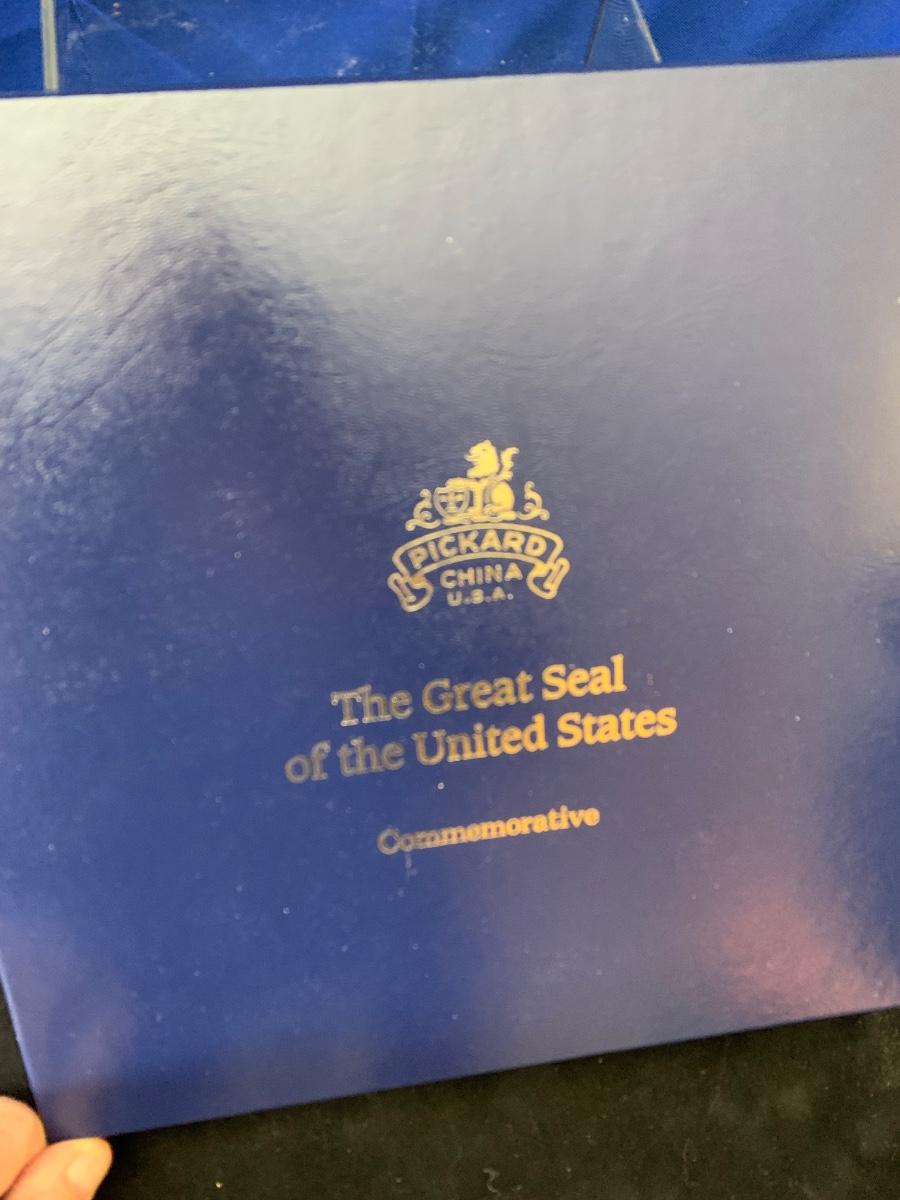 PICKARD
CHINA
U.S.A.
The Great Seal
of the United States
Commemorative